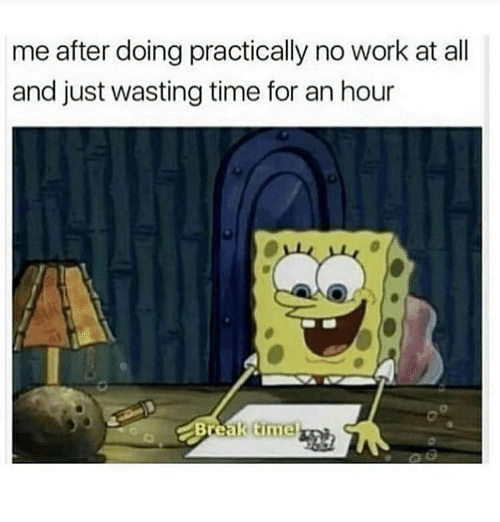 me after doing practically no work at all
and just wasting time for an hour
Break time!